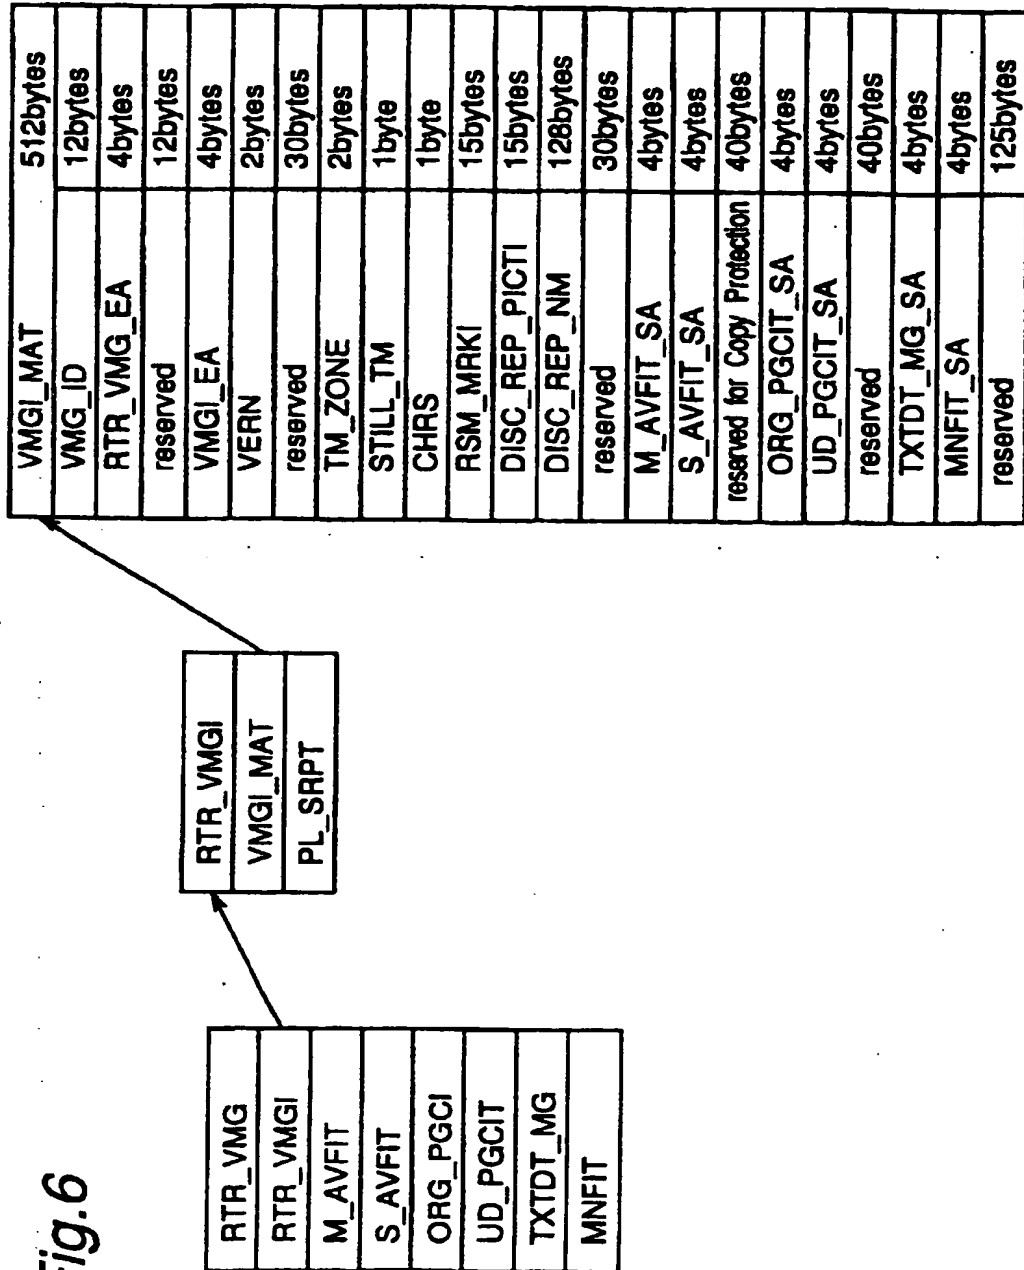 Fig.6
RTR_VMG
RTR_VMGI
M_AVFIT
S_AVFIT
ORG_PGCI
UD_PGCIT
TXTDT_MG
MNFIT
RTR_VMGI
VMGI_MAT
PL_SRPT
VMGI_MAT 512bytes
VMG_ID 12bytes
RTR_VMG_EA 4bytes
reserved 12bytes
VMGI_EA 4bytes
VERN 2bytes
reserved 30bytes
TM_ZONE 2bytes
STILL_TM 1byte
CHRS 1byte
RSM_MRKI 15bytes
DISC_REP_PICTI 15bytes
DISC_REP_NM 128bytes
reserved 30bytes
M_AVFIT_SA 4bytes
S_AVFIT_SA 4bytes
reserved for Copy Protection 40bytes
ORG_PGCIT_SA 4bytes
UD_PGCIT_SA 4bytes
reserved 40bytes
TXTDT_MG_SA 4bytes
MNFIT_SA 4bytes
reserved 125bytes